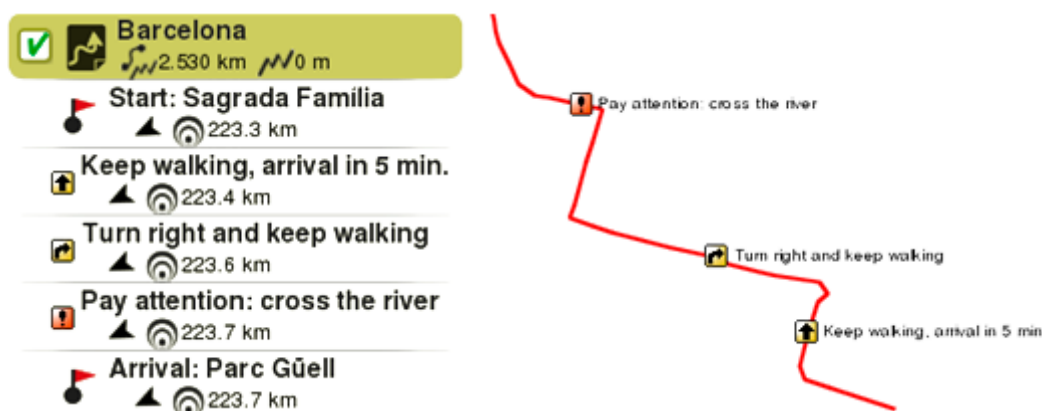 Barcelona
2.530 km 0 m
Start: Sagrada Família
223.3 km
Keep walking, arrival in 5 min.
223.4 km
Turn right and keep walking
223.6 km
Pay attention: cross the river
223.7 km
Arrival: Parc Gūell
223.7 km
Pay attention: cross the river
Turn right and keep walking
Keep walking, arrival in 5 min